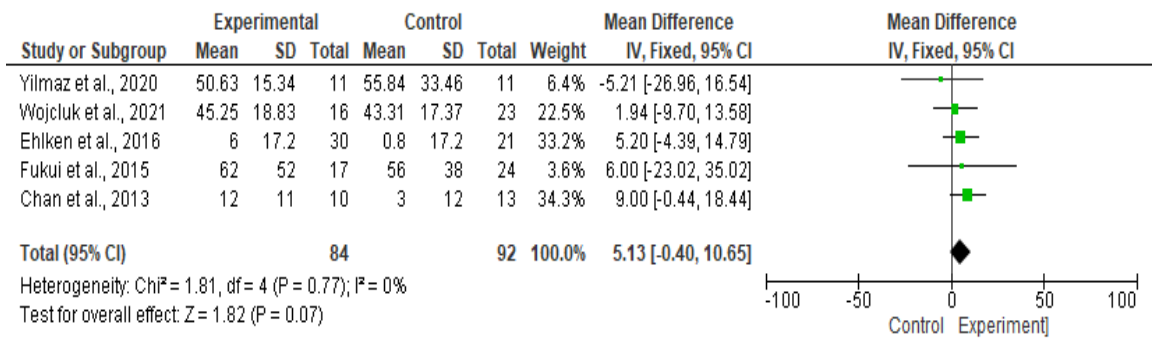 Experimental Control Mean Difference Mean Difference
Study or Subgroup Mean SD Total Mean SD Total Weight IV, Fixed, 95% CI IV, Fixed, 95% CI
Yilmaz et al., 2020 50.63 15.34 11 55.84 33.46 11 6.4% -5.21 [-26.96, 16.54]
Wojcluk et al., 2021 45.25 18.83 16 43.31 17.37 23 22.5% 1.94 [-9.70, 13.58]
Ehlken et al., 2016 6 17.2 30 0.8 17.2 21 33.2% 5.20 [-4.39, 14.79]
Fukui et al., 2015 62 52 17 56 38 24 3.6% 6.00 [-23.02, 35.02]
Chan et al., 2013 12 11 10 3 12 13 34.3% 9.00 [-0.44, 18.44]
Total (95% CI) 84 92 100.0% 5.13 [-0.40, 10.65]
Heterogeneity: Chi² = 1.81, df = 4 (P = 0.77); I² = 0%
Test for overall effect: Z = 1.82 (P = 0.07)
-100 -50 0 50 100
Control Experiment]